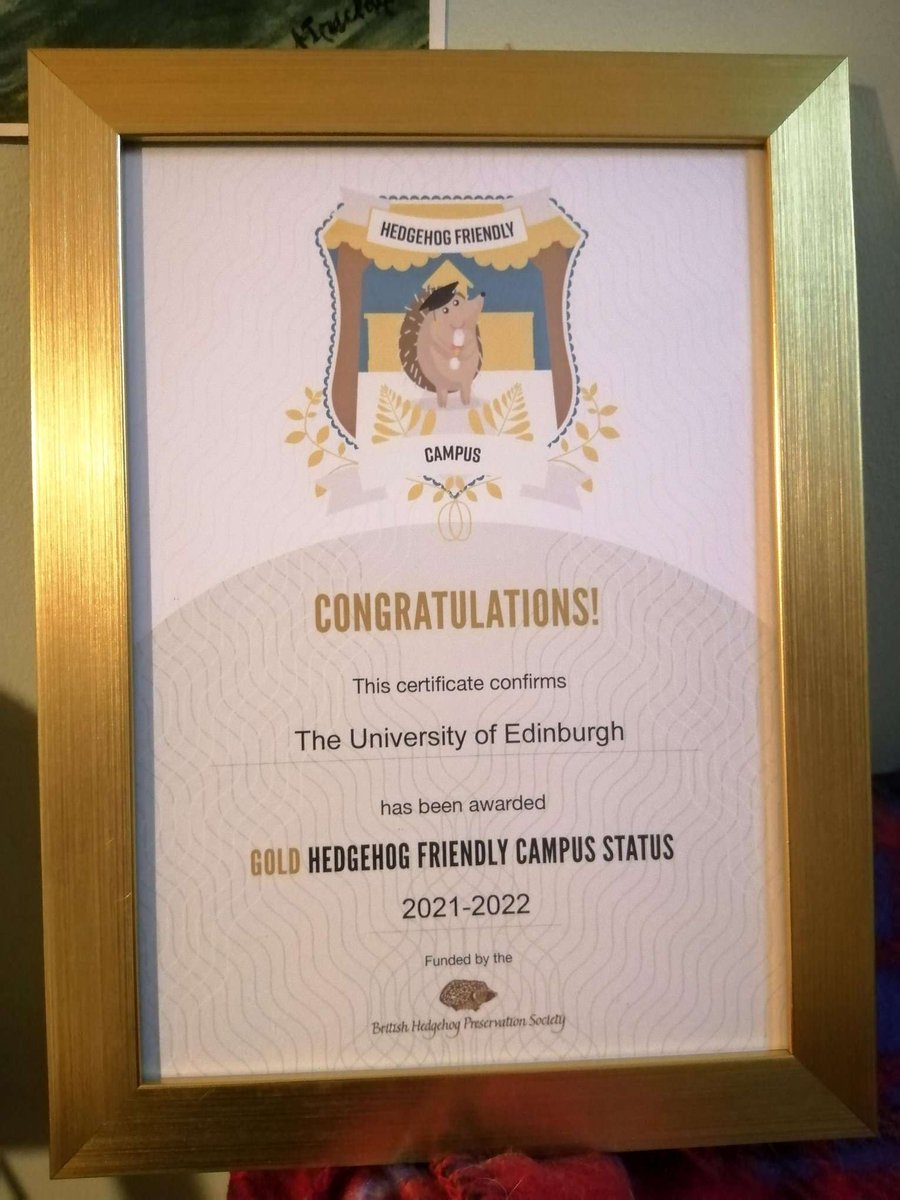 HEDGEHOG FRIENDLY
CAMPUS
CONGRATULATIONS!
This certificate confirms
The University of Edinburgh
has been awarded
GOLD HEDGEHOG FRIENDLY CAMPUS STATUS
2021-2022
Funded by the
British Hedgehog Preservation Society